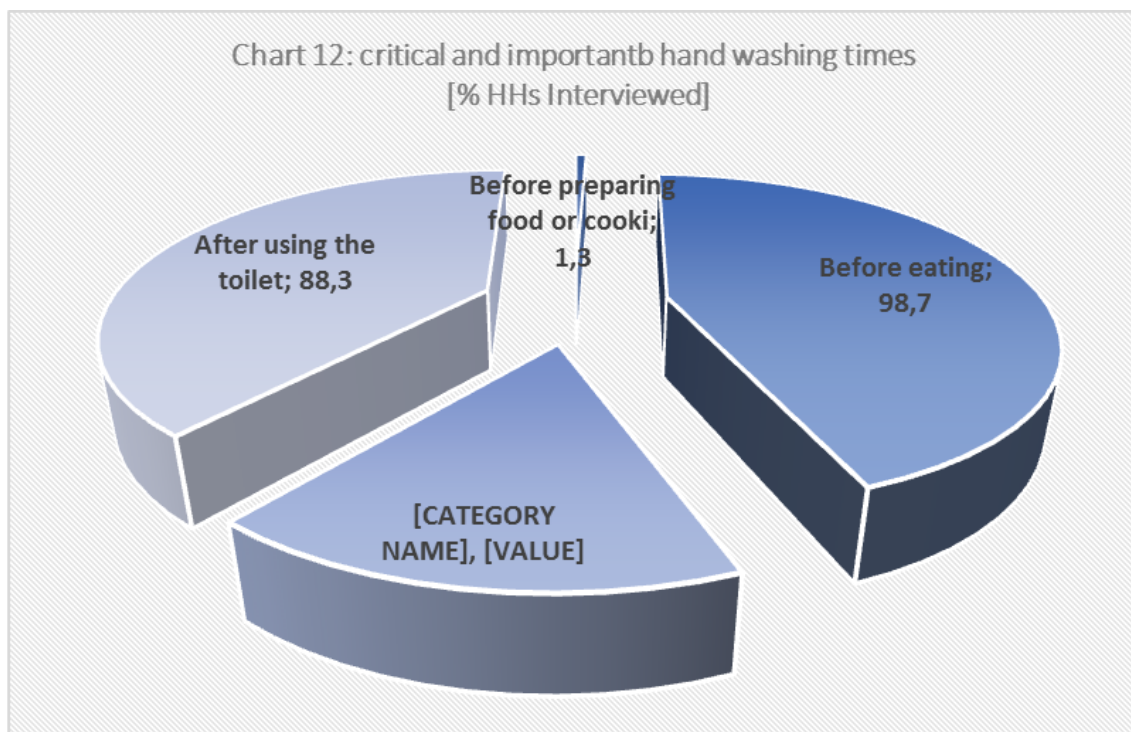 Chart 12: critical and importantb hand washing times
[% HHs Interviewed]
Before preparing
food or cooki;
1,3
After using the
toilet; 88,3
Before eating;
98,7
[CATEGORY
NAME], [VALUE]